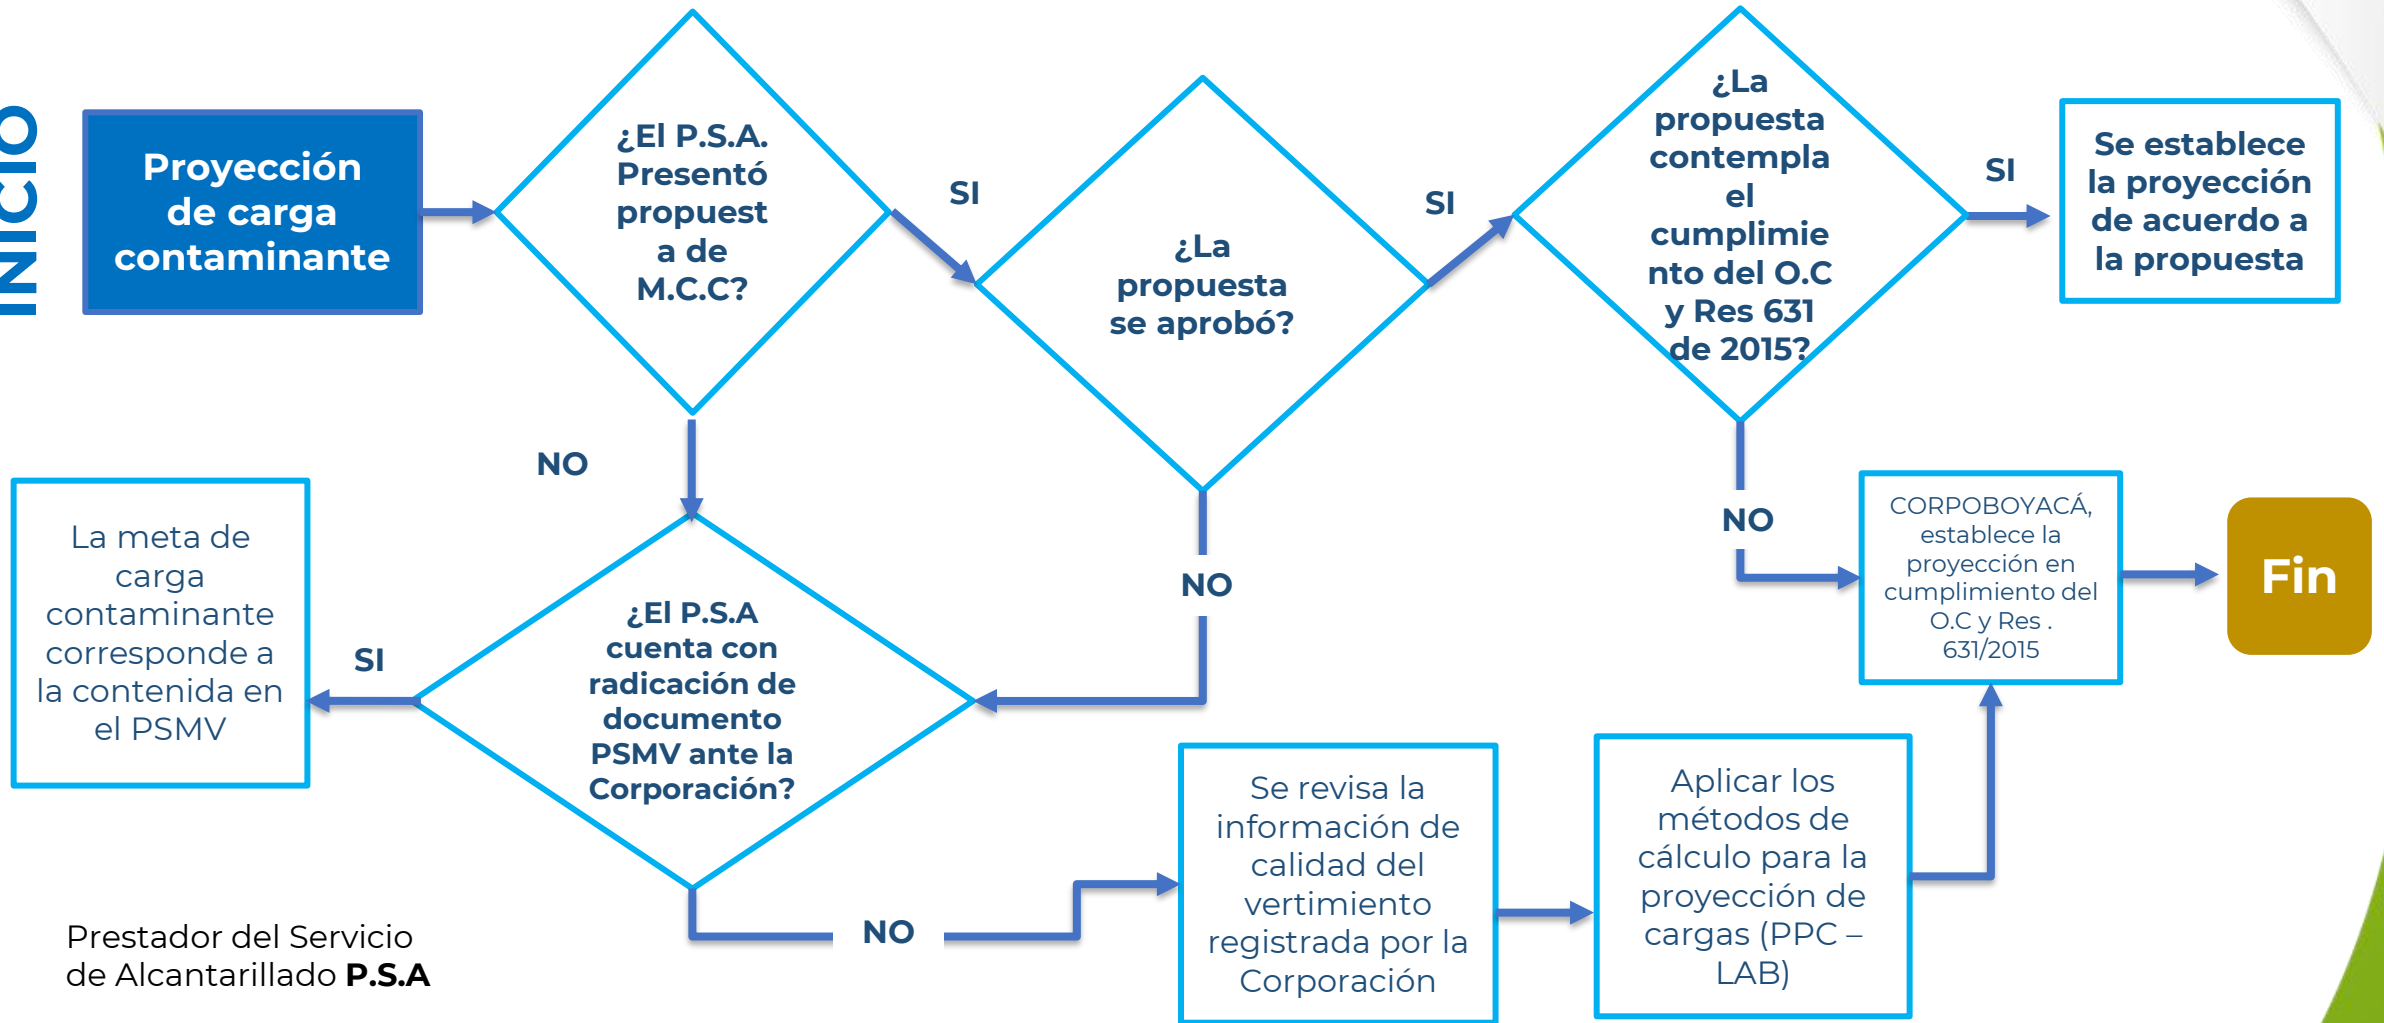 INICIO
Proyección
de carga
contaminante
¿El P.S.A.
Presentó
propuest
a de
M.C.C?
SI
¿La
propuesta
se aprobó?
SI
¿La
propuesta
contempla
el
cumplimie
nto del O.C
y Res 631
de 2015?
SI
Se establece
la proyección
de acuerdo a
la propuesta
NO
NO
NO
CORPOBOYACÁ,
establece la
proyección en
cumplimiento del
O.C y Res .
631/2015
Fin
La meta de
carga
contaminante
corresponde a
la contenida en
el PSMV
SI
¿El P.S.A
cuenta con
radicación de
documento
PSMV ante la
Corporación?
NO
Se revisa la
información de
calidad del
vertimiento
registrada por la
Corporación
Aplicar los
métodos de
cálculo para la
proyección de
cargas (PPC –
LAB)
Prestador del Servicio
de Alcantarillado P.S.A